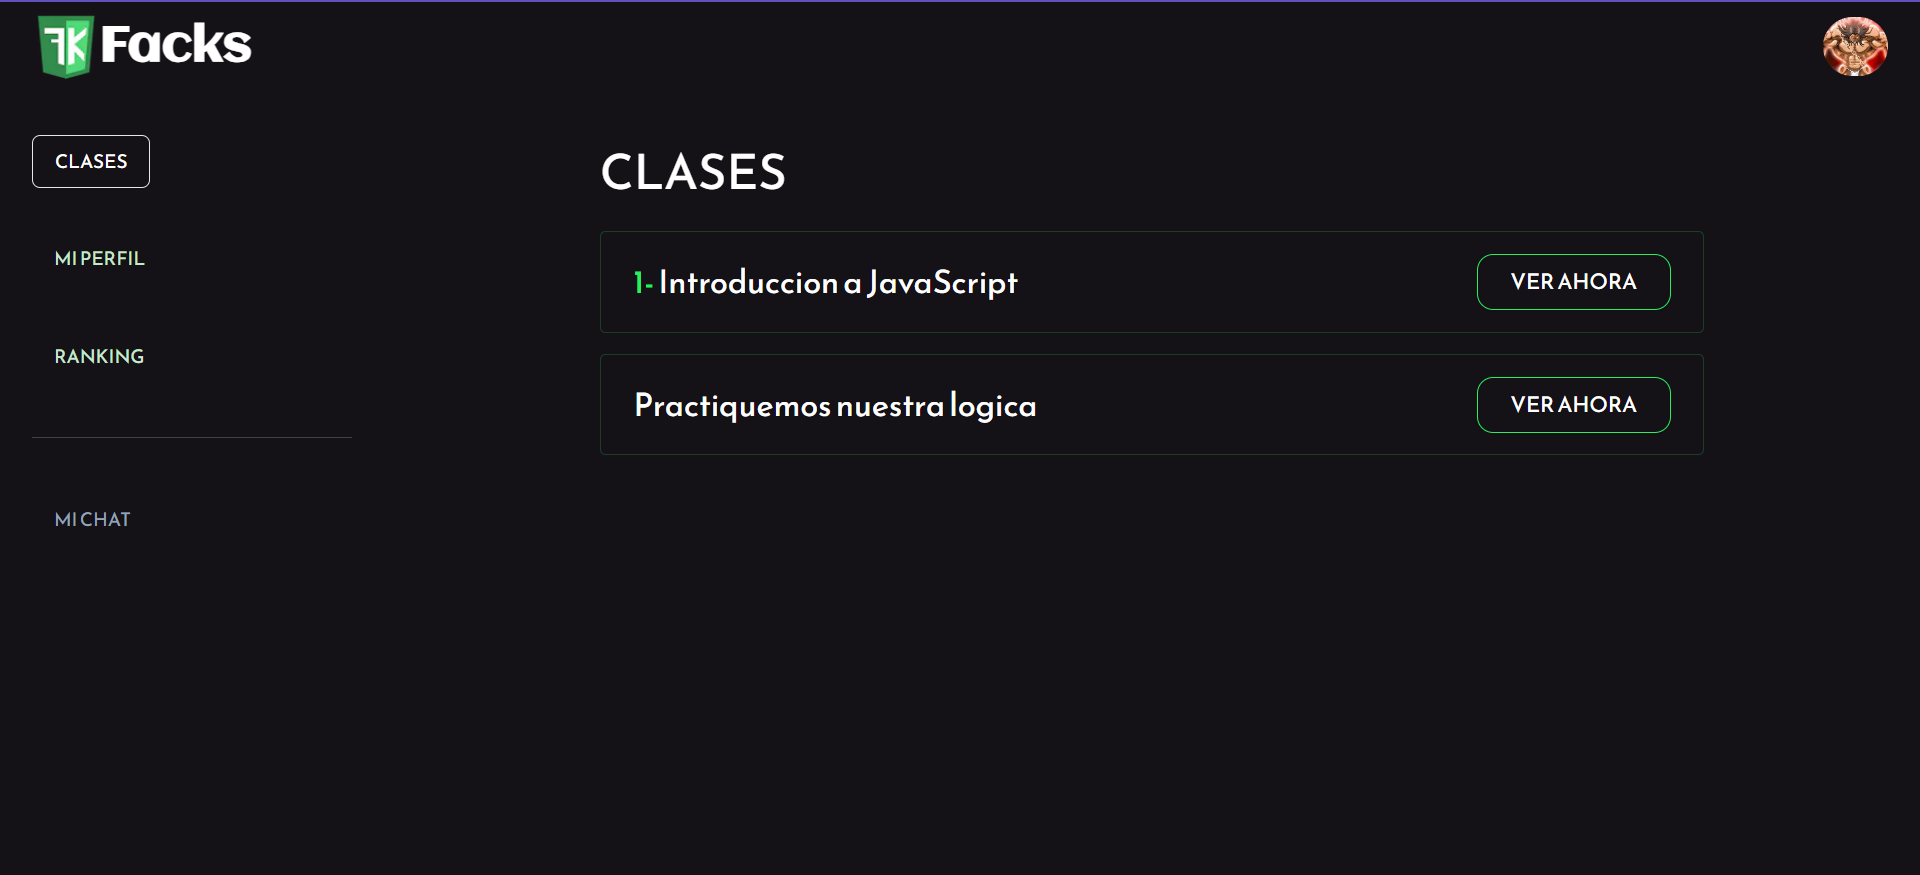 FK Facks
CLASES
MI PERFIL
RANKING
MI CHAT
CLASES
1- Introduccion a JavaScript
VER AHORA
Practiquemos nuestra logica
VER AHORA